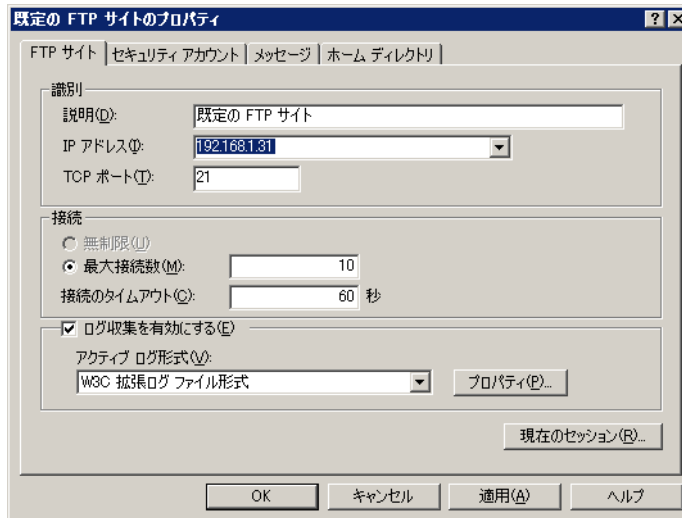 既定の FTP サイトのプロパティ
FTP サイト セキュリティ アカウント メッセージ ホーム ディレクトリ
識別
説明(D): 既定の FTP サイト
IP アドレス(I): 192.168.1.31
TCP ポート(T): 21
接続
無制限(U)
最大接続数(M): 10
接続のタイムアウト(C): 60 秒
ログ収集を有効にする(E)
アクティブ ログ形式(V):
W3C 拡張ログ ファイル形式 プロパティ(P)...
現在のセッション(R)...
OK キャンセル 適用(A) ヘルプ